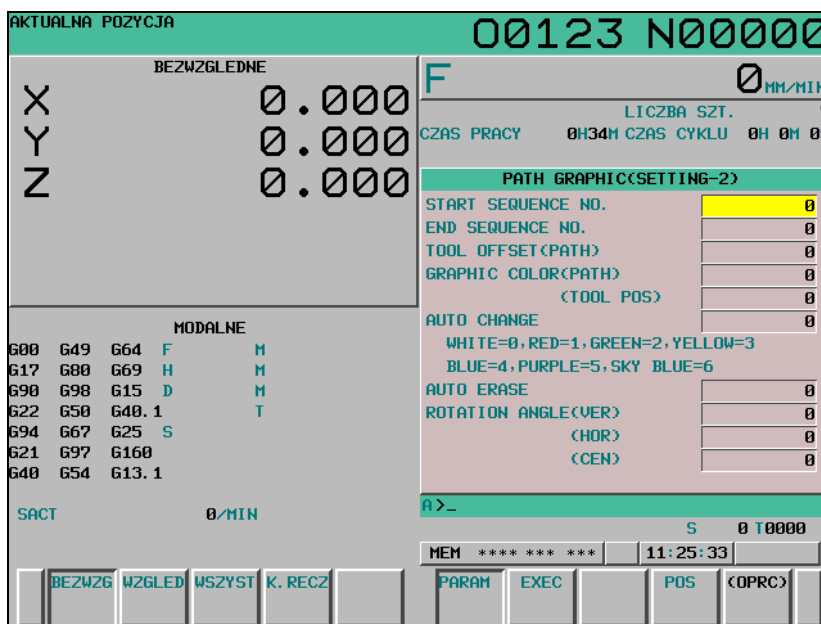 AKTUALNA POZYCJA
O0123 N00000
BEZWZGLEDNE
X 0.000
Y 0.000
Z 0.000
F 0 MM/MIN
LICZBA SZT.
CZAS PRACY 0H34M CZAS CYKLU 0H 0M 0
PATH GRAPHIC(SETTING-2)
START SEQUENCE NO. 0
END SEQUENCE NO. 0
TOOL OFFSET(PATH) 0
GRAPHIC COLOR(PATH) 0
(TOOL POS) 0
AUTO CHANGE 0
WHITE=0,RED=1,GREEN=2,YELLOW=3
BLUE=4,PURPLE=5,SKY BLUE=6
AUTO ERASE 0
ROTATION ANGLE(VER) 0
(HOR) 0
(CEN) 0
MODALNE
G00 G49 G64 F M
G17 G80 G69 H M
G90 G98 G15 D M
G22 G50 G40.1 T
G94 G67 G25 S
G21 G97 G160
G40 G54 G13.1
SACT 0/MIN
A>_
S 0 T0000
MEM **** *** *** 11:25:33
BEZWZG WZGLED WSZYST K.RECZ PARAM EXEC POS (OPRC)